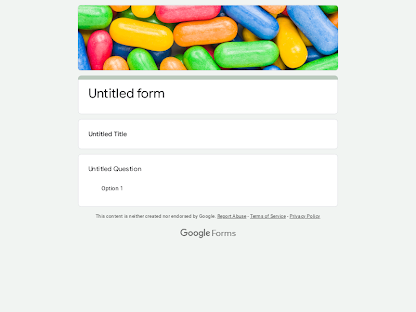 Untitled form
Untitled Title
Untitled Question
Option 1
This content is neither created nor endorsed by Google. Report Abuse - Terms of Service - Privacy Policy
Google Forms